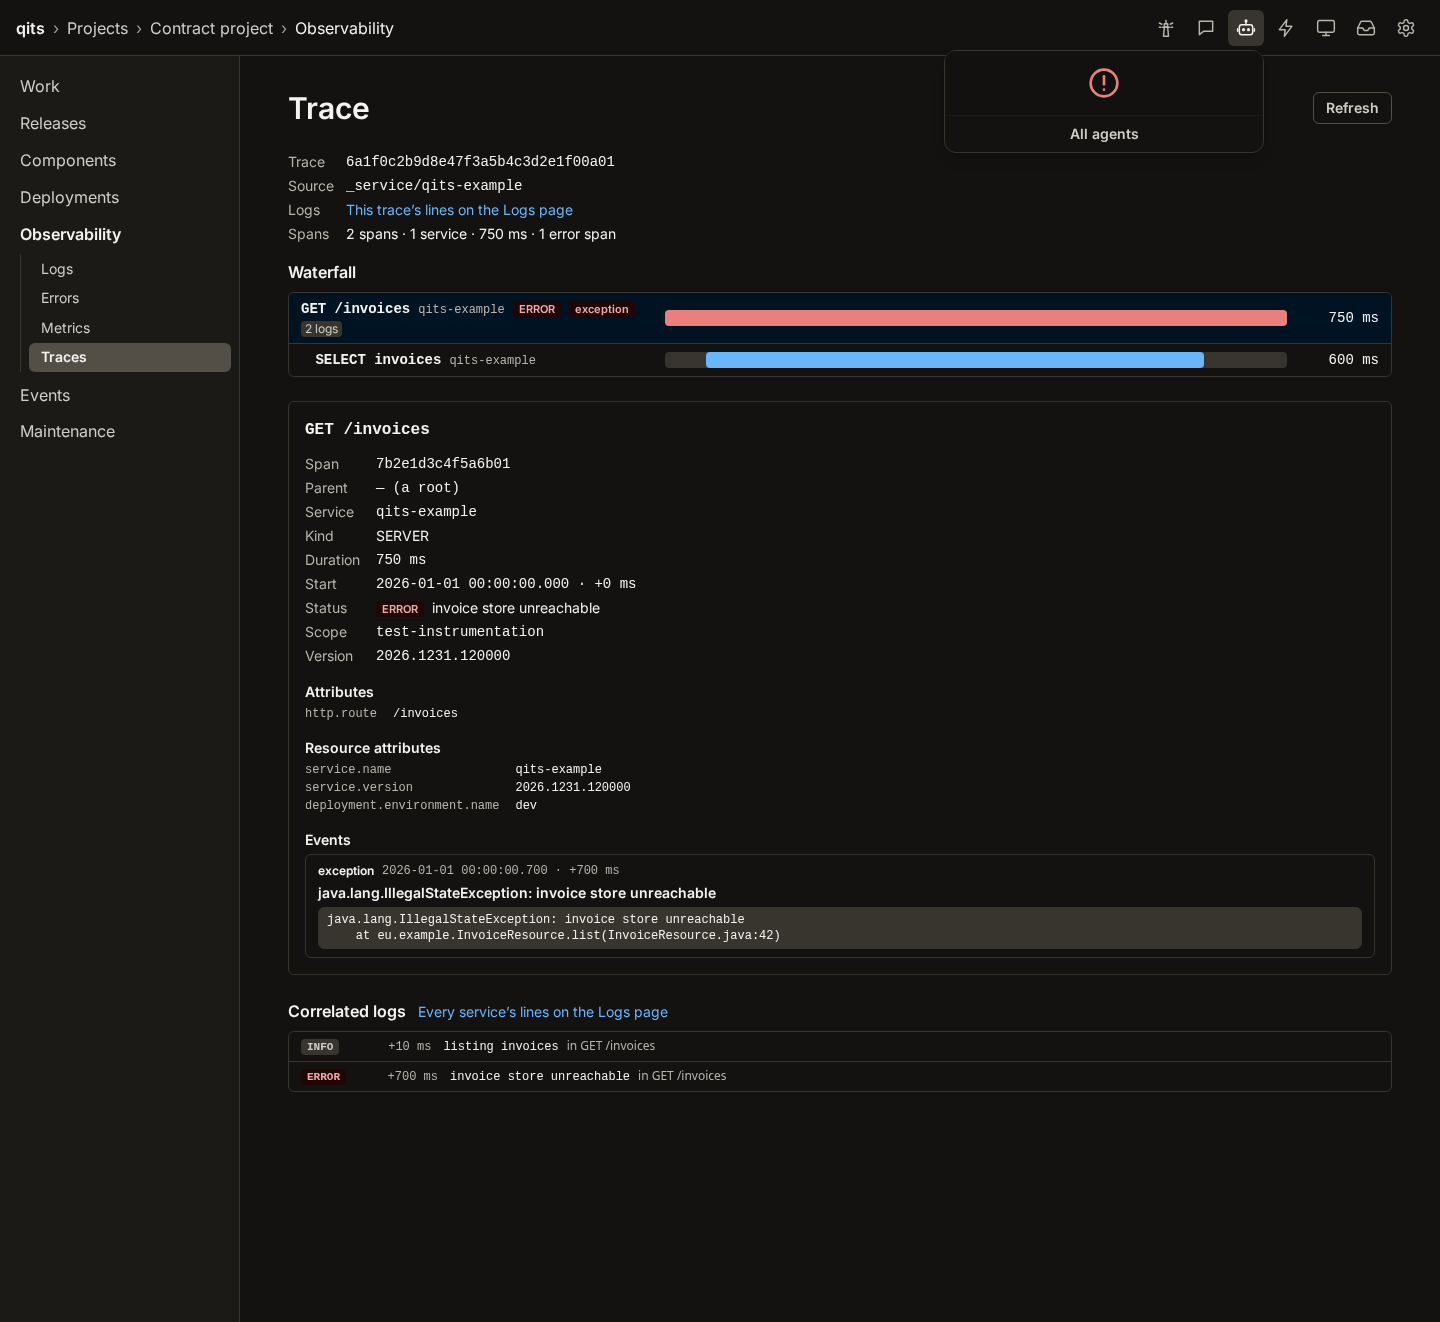 qits › Projects › Contract project › Observability
Work
Releases
Components
Deployments
Observability
Logs
Errors
Metrics
Traces
Events
Maintenance
All agents
Trace
Refresh
Trace 6a1f0c2b9d8e47f3a5b4c3d2e1f00a01
Source _service/qits-example
Logs This trace’s lines on the Logs page
Spans 2 spans · 1 service · 750 ms · 1 error span
Waterfall
GET /invoices qits-example ERROR exception
2 logs
750 ms
SELECT invoices qits-example 600 ms
GET /invoices
Span 7b2e1d3c4f5a6b01
Parent — (a root)
Service qits-example
Kind SERVER
Duration 750 ms
Start 2026-01-01 00:00:00.000 · +0 ms
Status ERROR invoice store unreachable
Scope test-instrumentation
Version 2026.1231.120000
Attributes
http.route /invoices
Resource attributes
service.name qits-example
service.version 2026.1231.120000
deployment.environment.name dev
Events
exception 2026-01-01 00:00:00.700 · +700 ms
java.lang.IllegalStateException: invoice store unreachable
java.lang.IllegalStateException: invoice store unreachable
at eu.example.InvoiceResource.list(InvoiceResource.java:42)
Correlated logs Every service’s lines on the Logs page
INFO +10 ms listing invoices in GET /invoices
ERROR +700 ms invoice store unreachable in GET /invoices